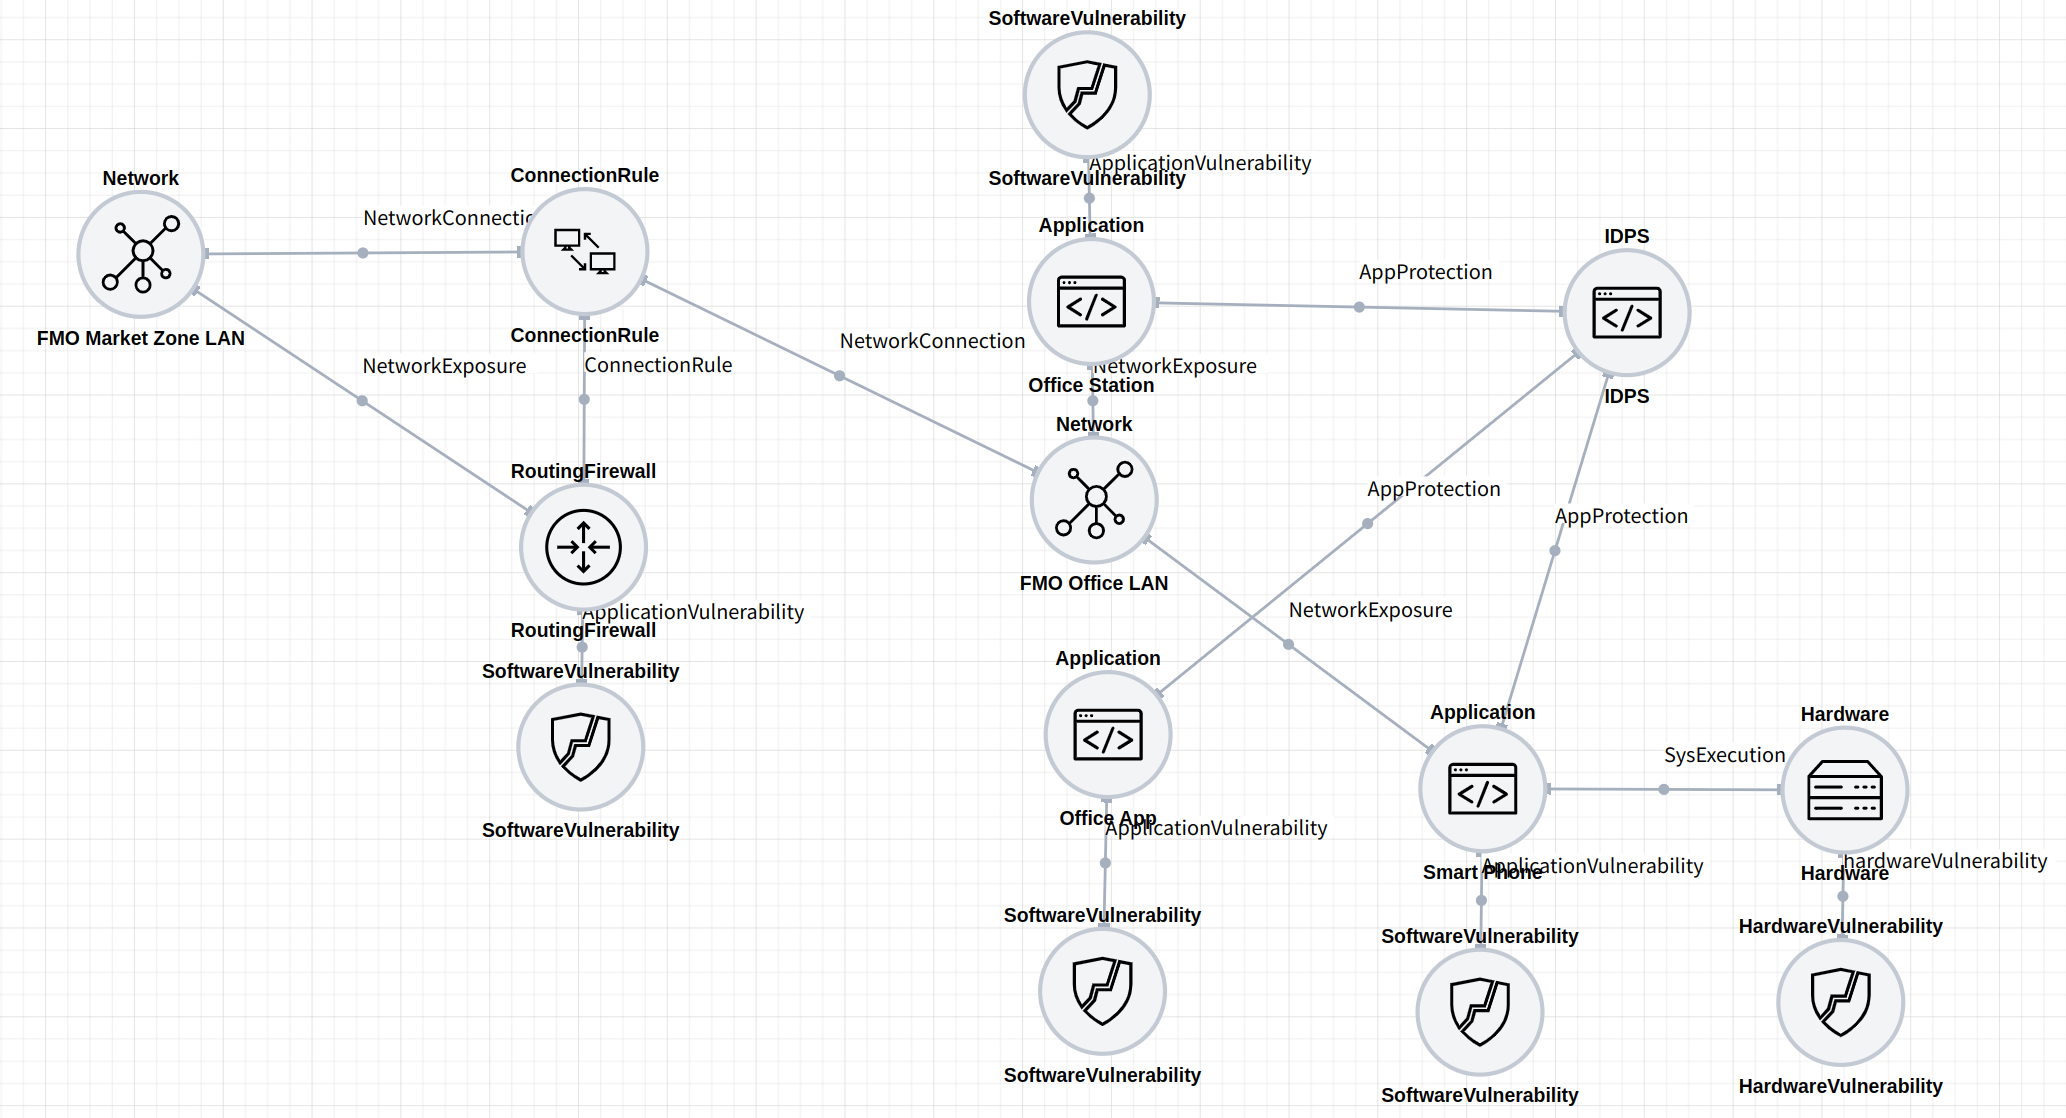 SoftwareVulnerability
ApplicationVulnerability
SoftwareVulnerability
Network
ConnectionRule
NetworkConnectio
Application
IDPS
AppProtection
FMO Market Zone LAN
ConnectionRule
NetworkConnection
NetworkExposure
ConnectionRule
NetworkExposure
Office Station
IDPS
Network
RoutingFirewall
AppProtection
AppProtection
FMO Office LAN
ApplicationVulnerability
NetworkExposure
RoutingFirewall
Application
SoftwareVulnerability
Application
Hardware
SysExecution
Office App
ApplicationVulnerability
SoftwareVulnerability
Smart Phone
ApplicationVulnerability
hardwareVulnerability
Hardware
SoftwareVulnerability
SoftwareVulnerability
HardwareVulnerability
SoftwareVulnerability
SoftwareVulnerability
HardwareVulnerability